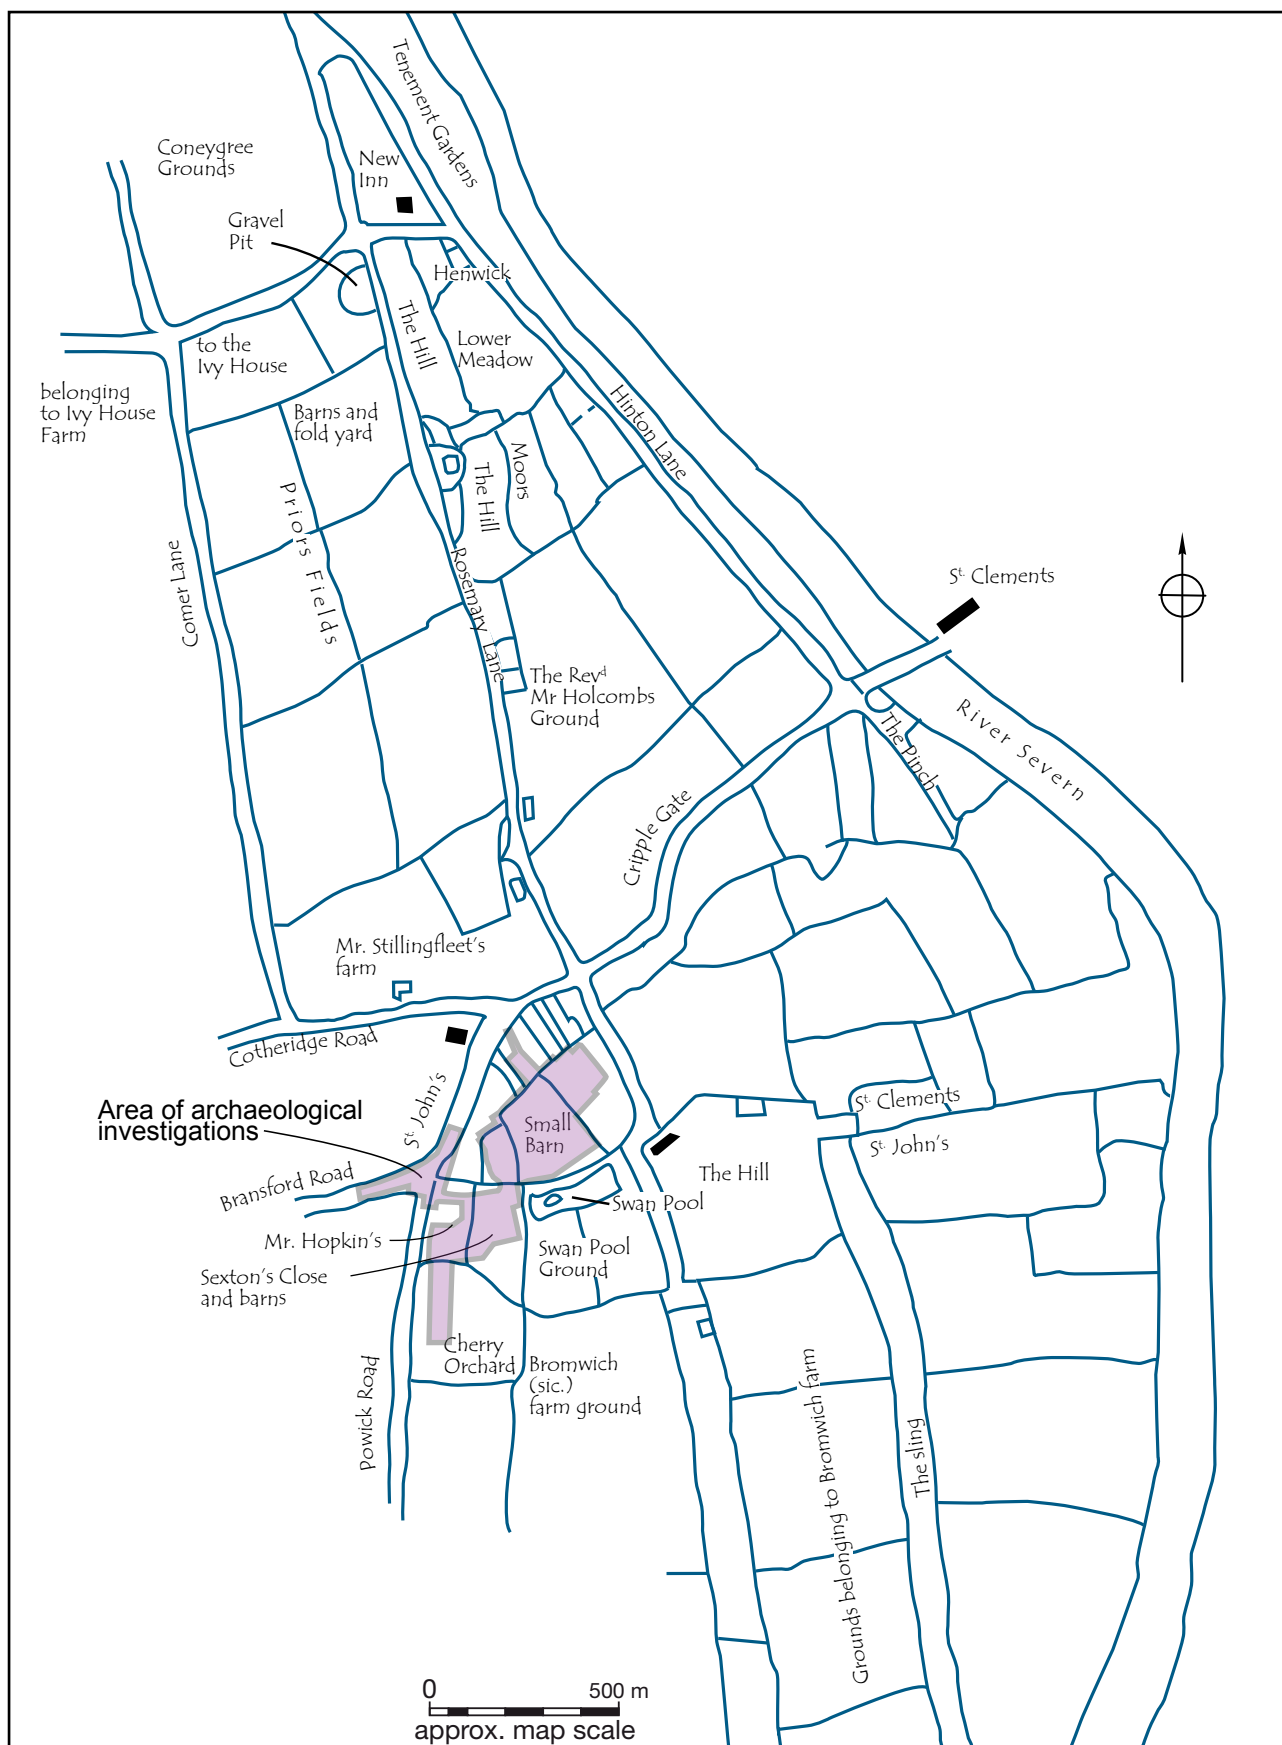 Tenement Gardens
Coneygree
Grounds
New
Inn
Gravel
Pit
Henwick
The Hill
Lower
Meadow
to the
Ivy House
belonging
to Ivy House
Farm
Barns and
fold yard
Hinton Lane
Moors
The Hill
Priors Fields
Comer Lane
Rosemary Lane
St. Clements
The Revd
Mr Holcombs
Ground
River Severn
The Pinch
Cripple Gate
Mr. Stillingfleet's
farm
Cotheridge Road
St. John's
Area of archaeological
investigations
Small
Barn
St. Clements
St. John's
The Hill
Bransford Road
Swan Pool
Mr. Hopkin's
Swan Pool
Ground
Sexton's Close
and barns
Cherry
Orchard
Bromwich
(sic.)
farm ground
Powick Road
Grounds belonging to Bromwich farm
The sling
0 500 m
approx. map scale